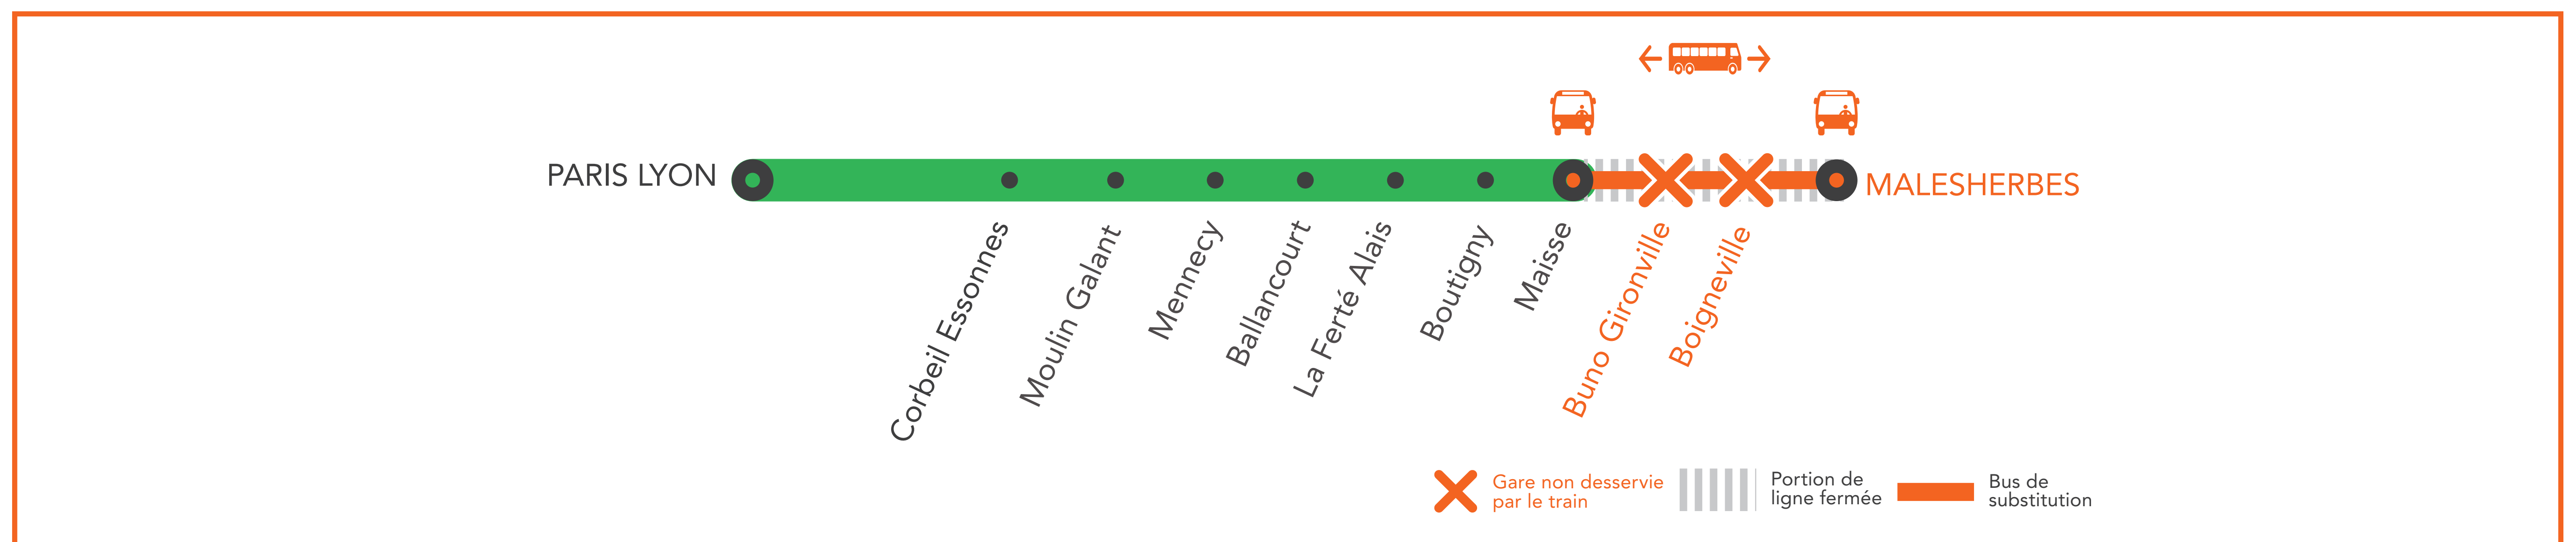 PARIS LYON
Corbeil Essonnes
Moulin Galant
Mennecy
Ballancourt
La Ferté Alais
Boutigny
Maisse
Buno Gironville
Boigneville
MALESHERBES
Gare non desservie
par le train
Portion de
ligne fermée
Bus de
substitution